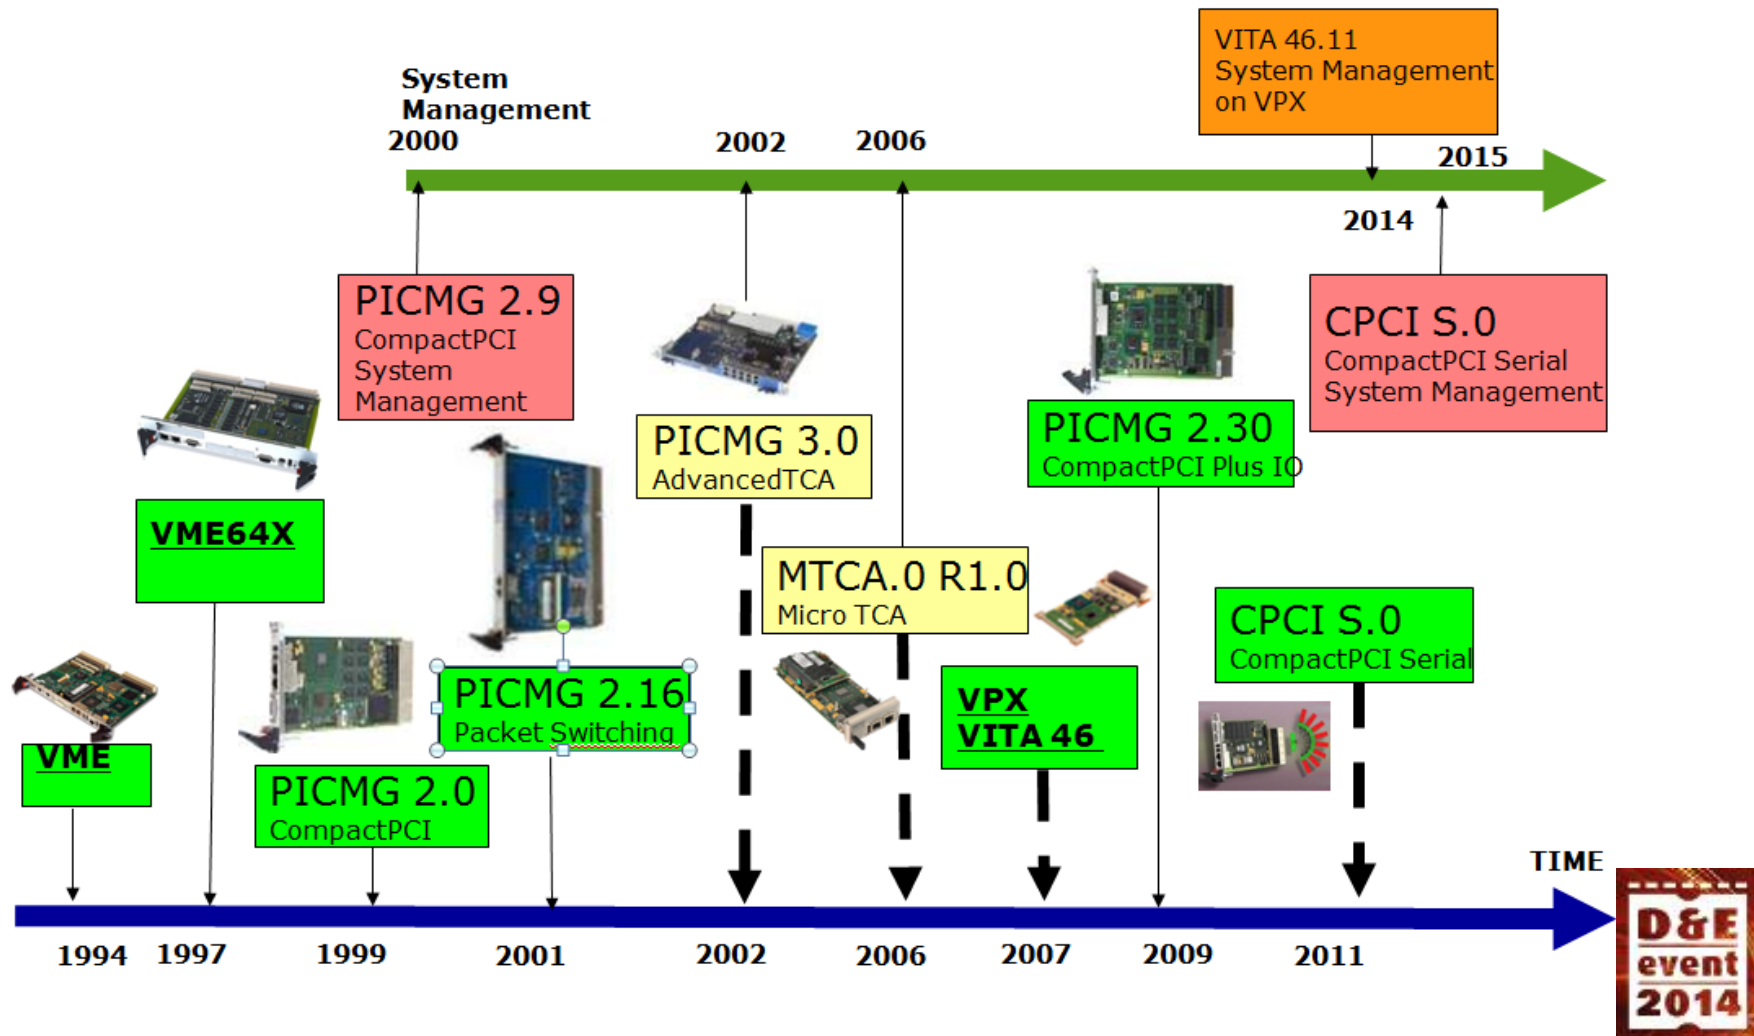 VITA 46.11
System Management
on VPX
System
Management
2000
2002
2006
2015
2014
PICMG 2.9
CompactPCI
System
Management
CPCI S.0
CompactPCI Serial
System Management
PICMG 3.0
AdvancedTCA
PICMG 2.30
CompactPCI Plus IO
VME64X
MTCA.0 R1.0
Micro TCA
CPCI S.0
CompactPCI Serial
PICMG 2.16
Packet Switching
VPX
VITA 46
VME
PICMG 2.0
CompactPCI
TIME
1994
1997
1999
2001
2002
2006
2007
2009
2011
D&E
event
2014